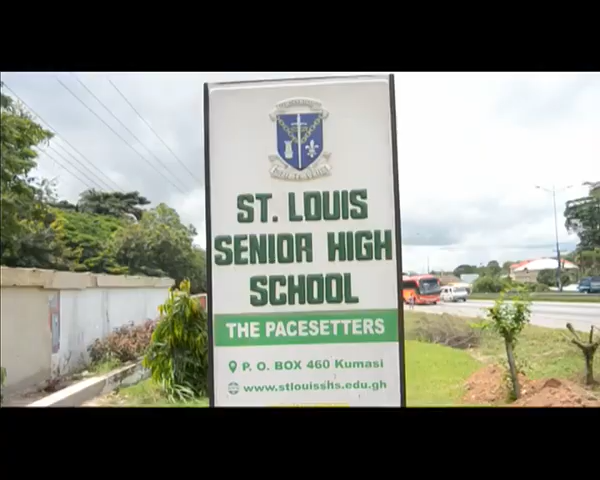 ST. LOUIS
SENIOR HIGH
SCHOOL
THE PACESETTERS
P. O. BOX 460 Kumasi
www.stlouisshs.edu.gh